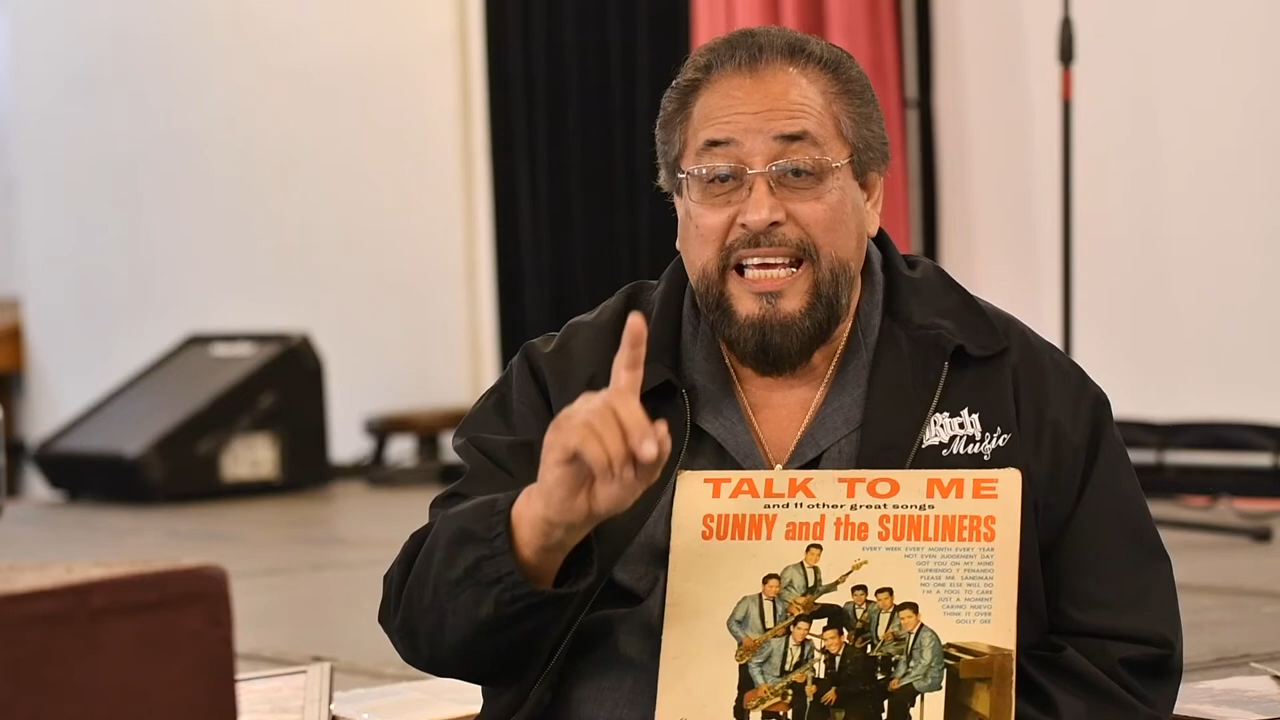 Rich
Music
TALK TO ME
and 11 other great songs
SUNNY and the SUNLINERS
EVERY WEEK EVERY MONTH EVERY YEAR
NOT EVEN JUDGEMENT DAY
GOT YOU ON MY MIND
SUFRIENDO Y PENANDO
PLEASE MR. SANDMAN
NO ONE ELSE WILL DO
I'M A FOOL TO CARE
JUST A MOMENT
CARINO NUEVO
THINK IT OVER
GOLLY GEE